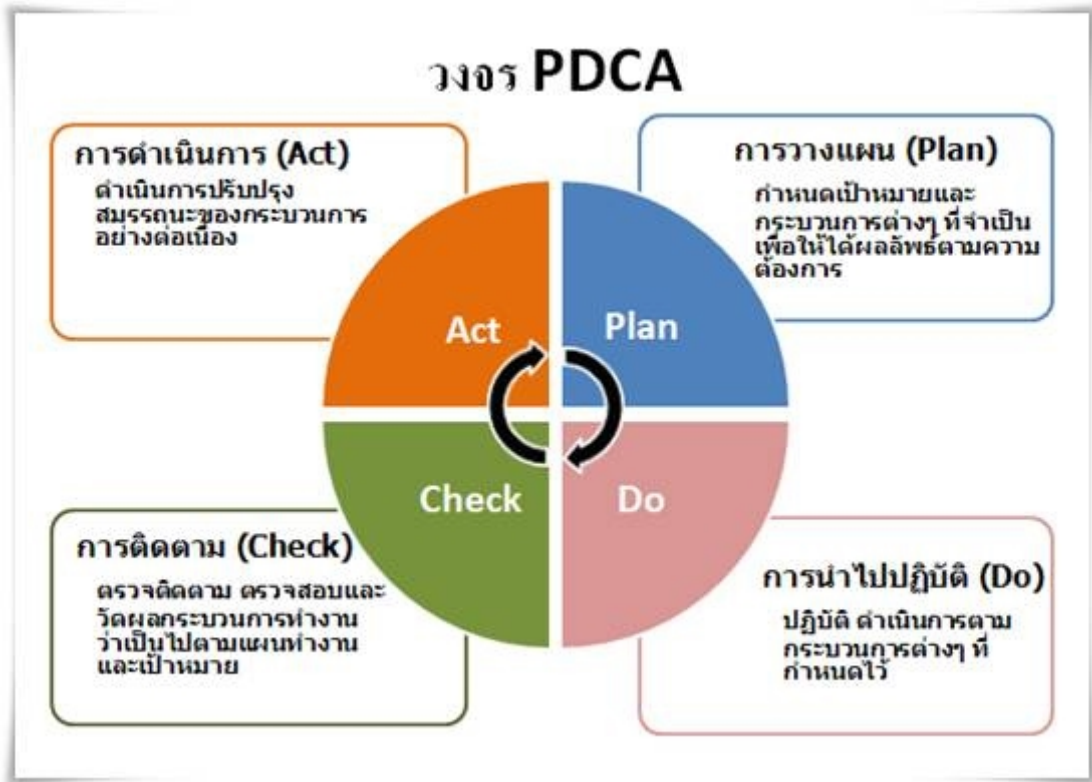 วงจร PDCA
การดำเนินการ (Act)
ดำเนินการปรับปรุง
สมรรถนะของกระบวนการ
อย่างต่อเนื่อง
การวางแผน (Plan)
กำหนดเป้าหมายและ
กระบวนการต่างๆ ที่จำเป็น
เพื่อให้ได้ผลลัพธ์ตามความ
ต้องการ
Act
Plan
Check
Do
การติดตาม (Check)
ตรวจติดตาม ตรวจสอบและ
วัดผลกระบวนการทำงาน
ว่าเป็นไปตามแผนทำงาน
และเป้าหมาย
การนำไปปฏิบัติ (Do)
ปฏิบัติ ดำเนินการตาม
กระบวนการต่างๆ ที่
กำหนดไว้